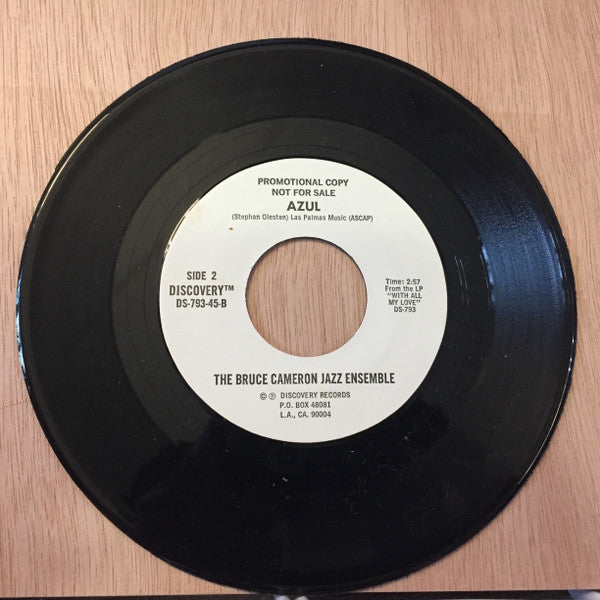 PROMOTIONAL COPY
NOT FOR SALE
AZUL
(Stephan Olesten) Las Palmas Music (ASCAP)
SIDE 2
DISCOVERY™
DS-793-45-B
Time: 2:57
From the LP
"WITH ALL
MY LOVE"
DS-793
THE BRUCE CAMERON JAZZ ENSEMBLE
© ℗ DISCOVERY RECORDS
P.O. BOX 48081
L.A., CA. 90004